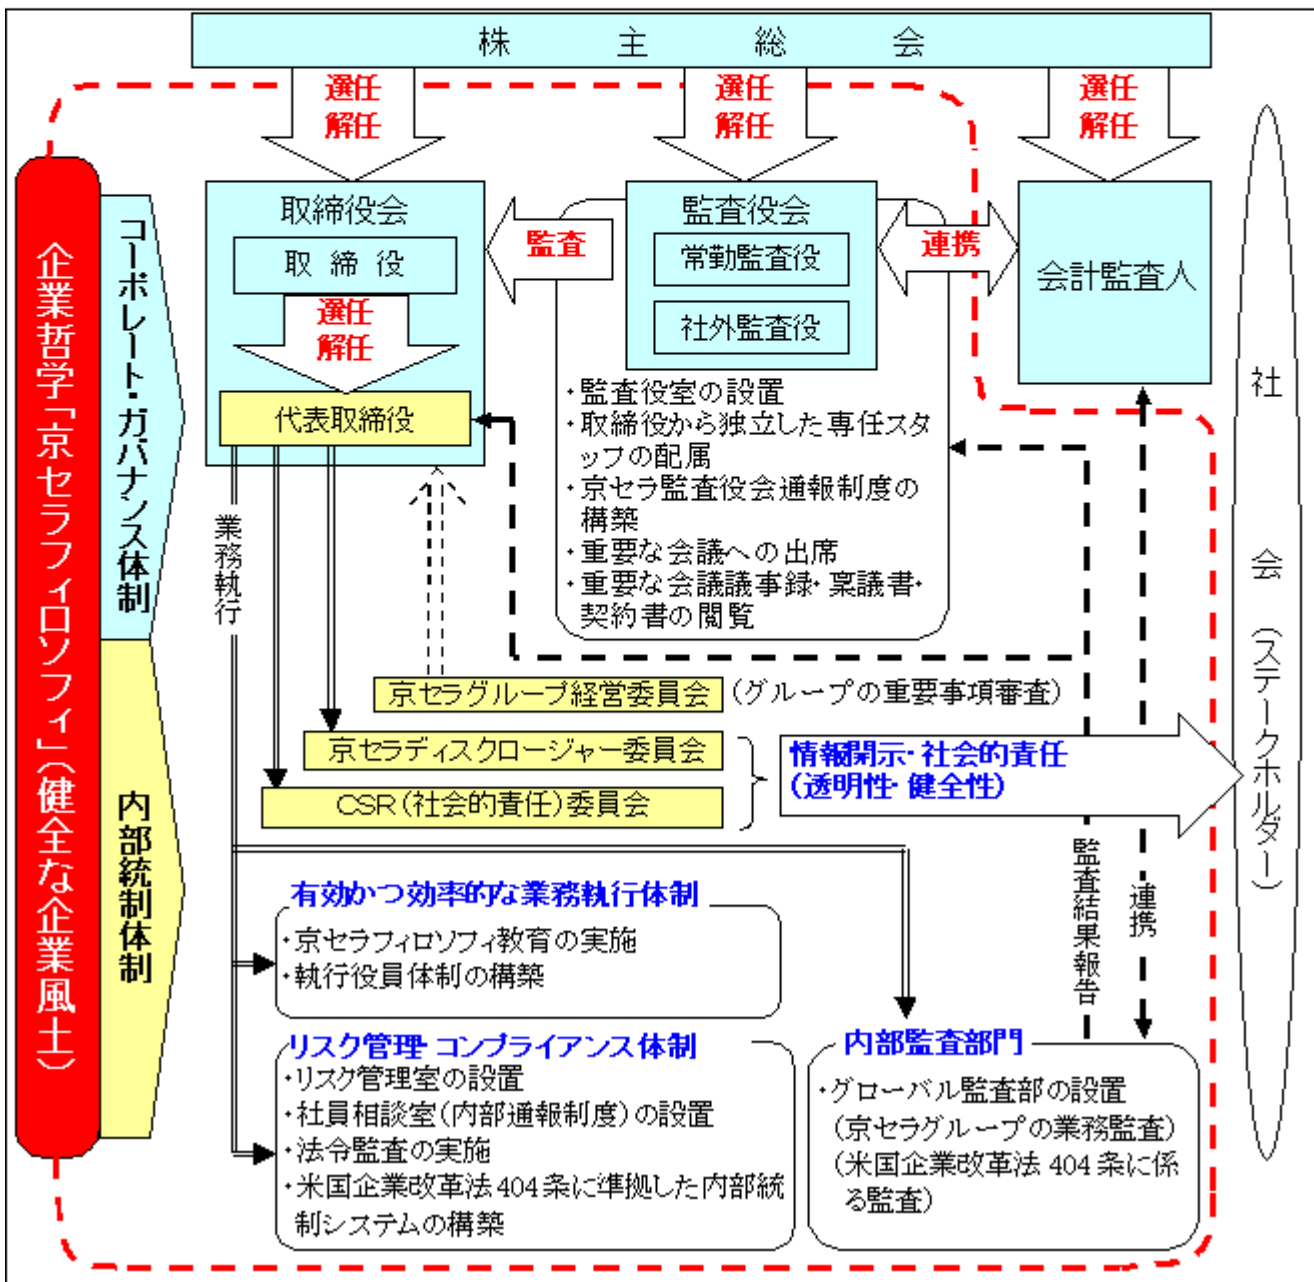 株主総会
選任
解任
選任
解任
選任
解任
企業哲学「京セラフィロソフィ」(健全な企業風土)
コーポレート・ガバナンス体制
内部統制体制
取締役会
取締役
選任
解任
代表取締役
監査
監査役会
常勤監査役
社外監査役
連携
会計監査人
・監査役室の設置
・取締役から独立した専任スタ
ッフの配属
・京セラ監査役会通報制度の
構築
・重要な会議への出席
・重要な会議議事録・稟議書・
契約書の閲覧
業務執行
京セラグループ経営委員会
(グループの重要事項審査)
京セラディスクロージャー委員会
CSR(社会的責任)委員会
情報開示・社会的責任
(透明性・健全性)
社会(ステークホルダー)
監査結果報告
連携
有効かつ効率的な業務執行体制
・京セラフィロソフィ教育の実施
・執行役員体制の構築
リスク管理・コンプライアンス体制
・リスク管理室の設置
・社員相談室(内部通報制度)の設置
・法令監査の実施
・米国企業改革法404条に準拠した内部統
制システムの構築
内部監査部門
・グローバル監査部の設置
(京セラグループの業務監査)
(米国企業改革法404条に係
る監査)